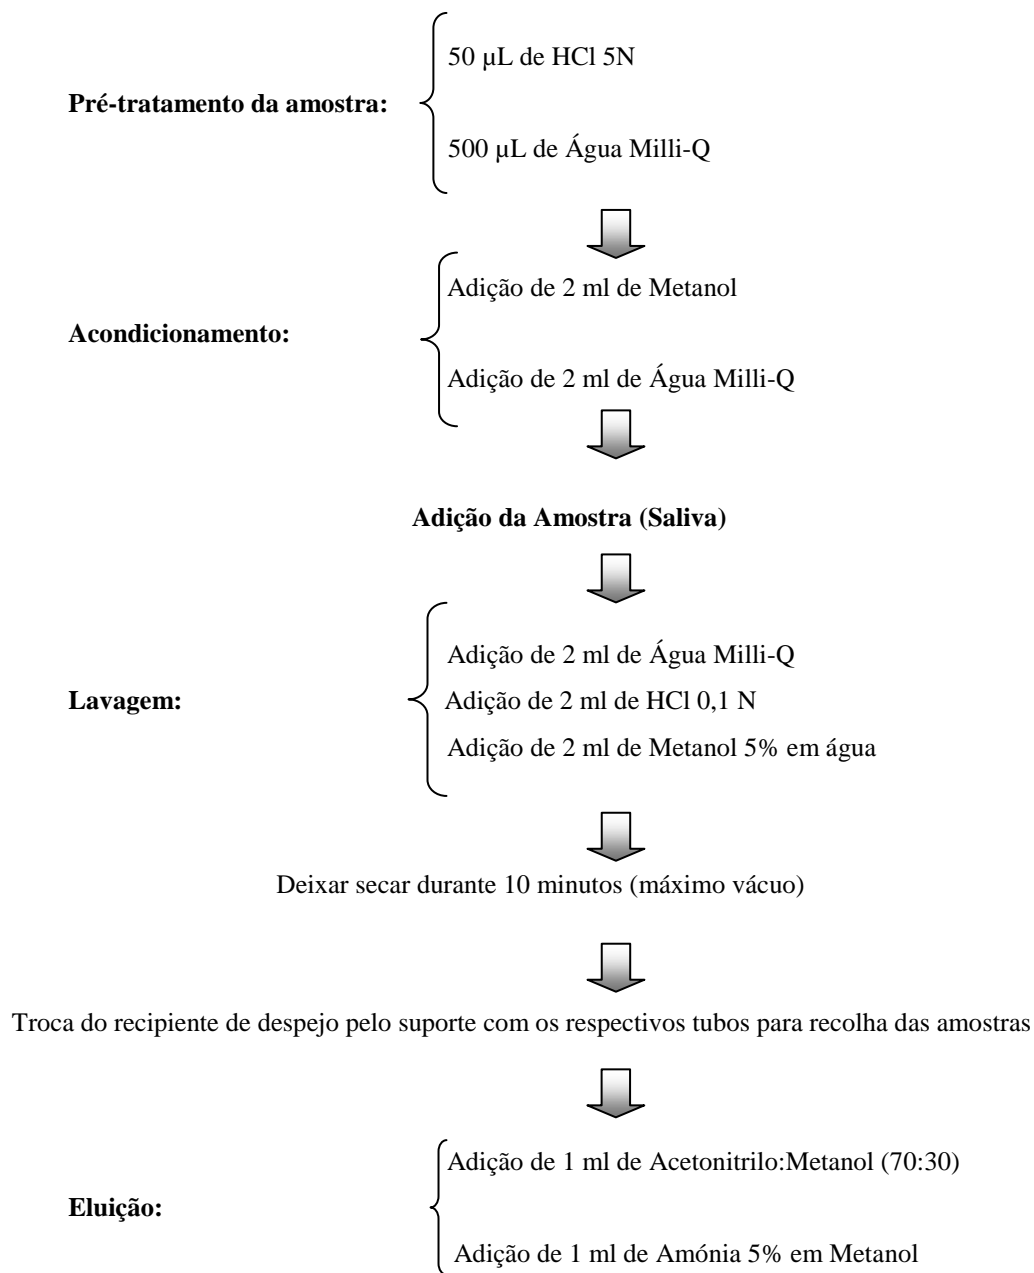 50 µL de HCl 5N
Pré-tratamento da amostra:
500 µL de Água Milli-Q
Adição de 2 ml de Metanol
Acondicionamento:
Adição de 2 ml de Água Milli-Q
Adição da Amostra (Saliva)
Adição de 2 ml de Água Milli-Q
Lavagem:
Adição de 2 ml de HCl 0,1 N
Adição de 2 ml de Metanol 5% em água
Deixar secar durante 10 minutos (máximo vácuo)
Troca do recipiente de despejo pelo suporte com os respectivos tubos para recolha das amostras
Adição de 1 ml de Acetonitrilo:Metanol (70:30)
Eluição:
Adição de 1 ml de Amónia 5% em Metanol